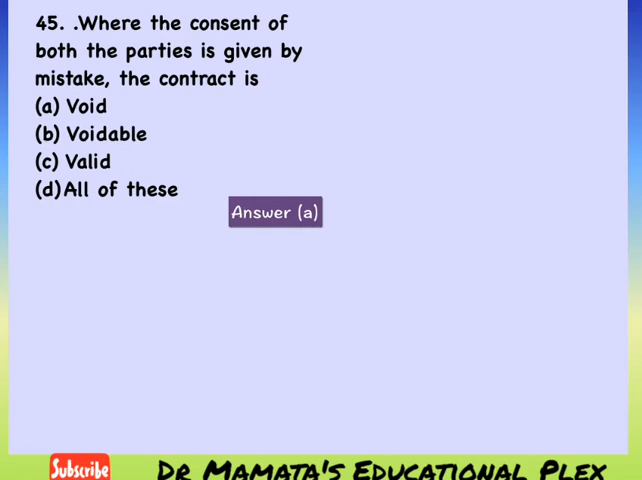 45. .Where the consent of
both the parties is given by
mistake, the contract is
(a) Void
(b) Voidable
(c) Valid
(d)All of these
Answer (a)
Subscribe
Dr Mamata's Educational Plex